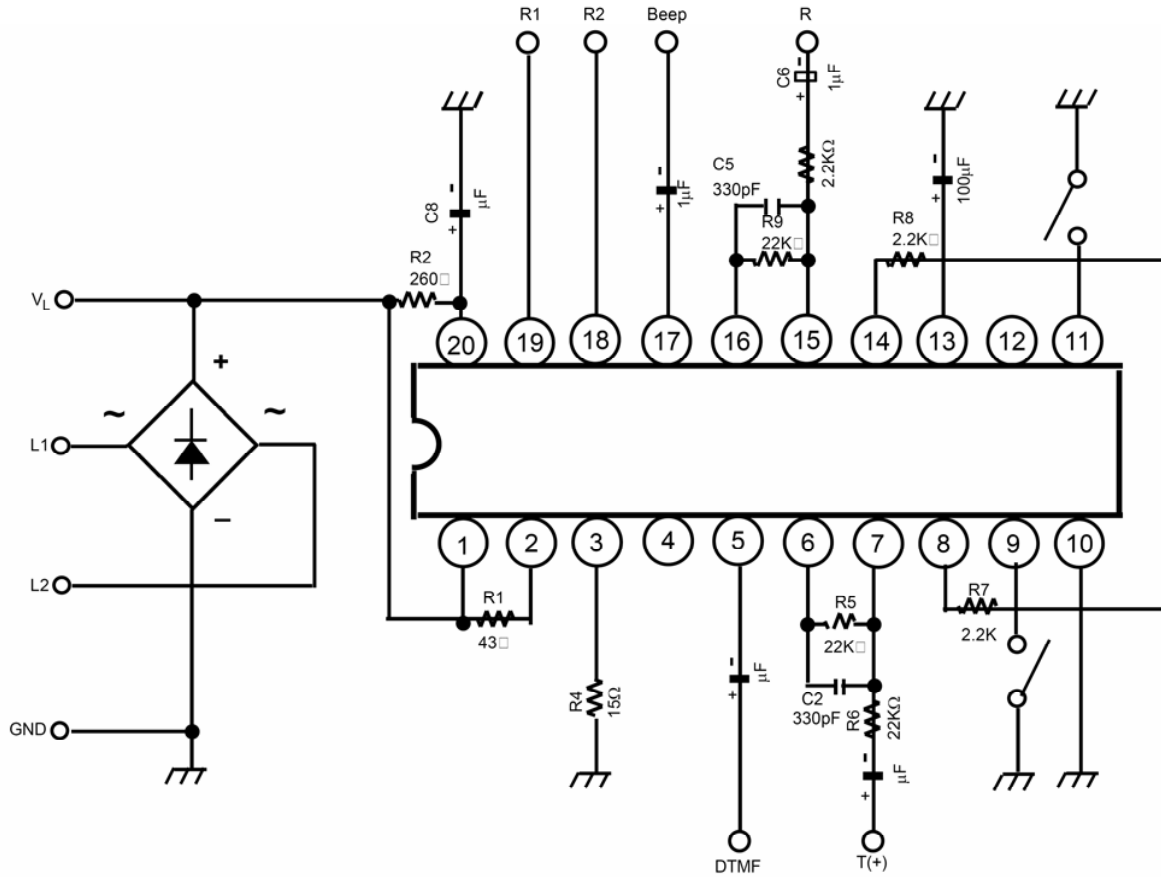 R1
R2
Beep
R
C6
1μF
C8
μF
1μF
C5
330pF
R9
22K□
2.2KΩ
R8
2.2K□
100μF
R2
260□
VL
20
19
18
17
16
15
14
13
12
11
+
~
~
L1
−
L2
GND
1
2
3
4
5
6
7
8
9
10
R1
43□
R4
15Ω
μF
R5
22K□
C2
330pF
R6
22KΩ
μF
R7
2.2K
DTMF
T(+)